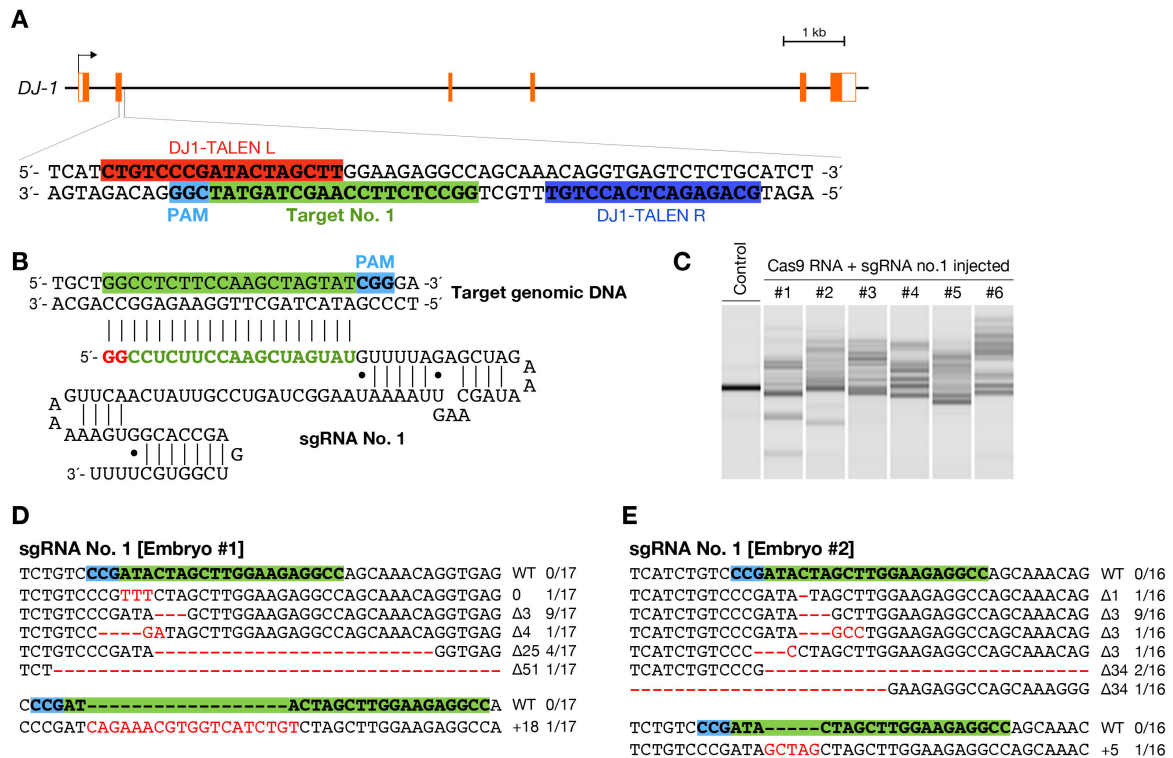 A
1 kb
DJ-1
DJ1-TALEN L
5´- TCATCTGTCCCGATACTAGCTTGGAAGAGGCCAGCAAACAGGTGAGTCTCTGCATCT -3´
3´- AGTAGACAGGGCTATGATCGAACCTTCTCCGGTCGTTTGTCCACTCAGAGACGTAGA -5´
PAM Target No. 1 DJ1-TALEN R
B
PAM
5´- TGCTGGCCTCTTCCAAGCTAGTATCGGGA -3´
3´- ACGACCGGAGAAGGTTCGATCATAGCCCT -5´
Target genomic DNA
5´- GGCCUCUUCCAAGCUAGUAUGUUUUAGAGCUAG
A
A
AGUUCAACUAUUGCCUGAUCGGAAUAAAAUU CGAUA
GAA
A
AAAGUGGCACCGA
sgRNA No. 1
G
3´- UUUUCGUGGCU
C
Control
Cas9 RNA + sgRNA no.1 injected
#1 #2 #3 #4 #5 #6
D
sgRNA No. 1 [Embryo #1]
TCTGTCCCGATACTAGCTTGGAAGAGGCCAGCAAACAGGTGAG WT 0/17
TCTGTCCCGTTTCTAGCTTGGAAGAGGCCAGCAAACAGGTGAG 0 1/17
TCTGTCCCGATA---GCTTGGAAGAGGCCAGCAAACAGGTGAG Δ3 9/17
TCTGTCC----GATAGCTTGGAAGAGGCCAGCAAACAGGTGAG Δ4 1/17
TCTGTCCCGATA-------------------------GGTGAG Δ25 4/17
TCT---------------------------------------- Δ51 1/17
CCCGAT------------------ACTAGCTTGGAAGAGGCCA WT 0/17
CCCGATCAGAAACGTGGTCATCTGTCTAGCTTGGAAGAGGCCA +18 1/17
E
sgRNA No. 1 [Embryo #2]
TCATCTGTCCCGATACTAGCTTGGAAGAGGCCAGCAAACAG WT 0/16
TCATCTGTCCCGATA-TAGCTTGGAAGAGGCCAGCAAACAG Δ1 1/16
TCATCTGTCCCGATA---GCTTGGAAGAGGCCAGCAAACAG Δ3 9/16
TCATCTGTCCCGATA---GCCTGGAAGAGGCCAGCAAACAG Δ3 1/16
TCATCTGTCCC---CCTAGCTTGGAAGAGGCCAGCAAACAG Δ3 1/16
TCATCTGTCCCG----------------------------- Δ34 2/16
-----------------------GAAGAGGCCAGCAAAGGG Δ34 1/16
TCTGTCCCGATA-----CTAGCTTGGAAGAGGCCAGCAAAC WT 0/16
TCTGTCCCGATAGCTAGCTAGCTTGGAAGAGGCCAGCAAAC +5 1/16